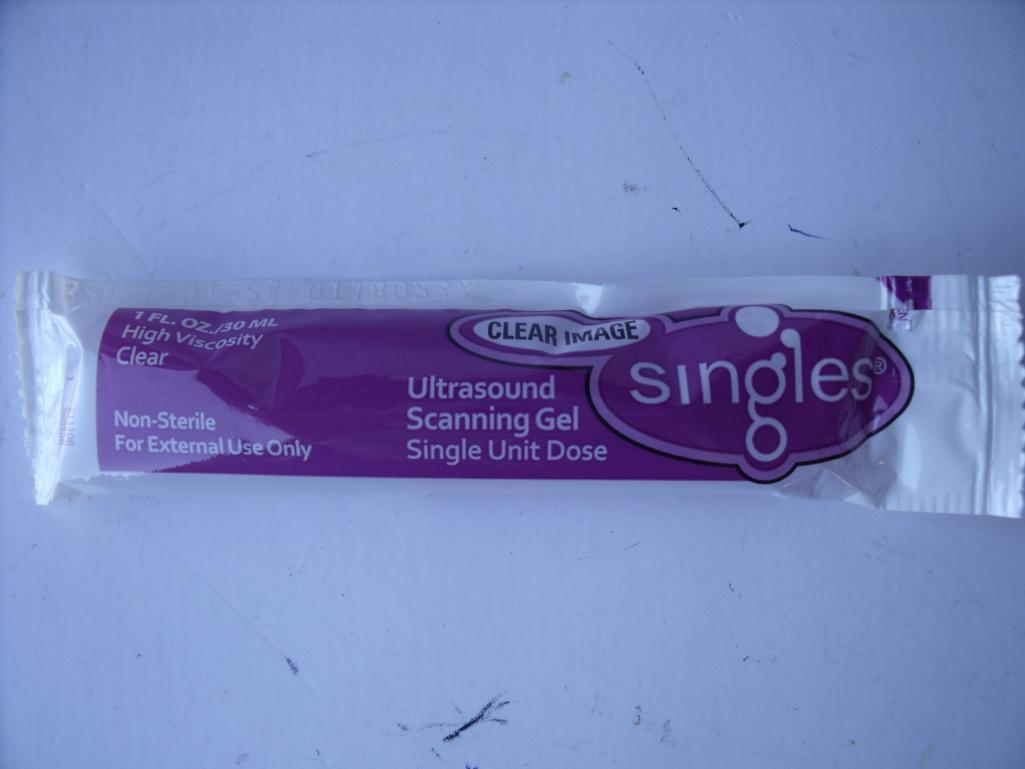 1 FL. OZ./30 ML
High Viscosity
Clear
Non-Sterile
For External Use Only
CLEAR IMAGE
singles®
Ultrasound
Scanning Gel
Single Unit Dose